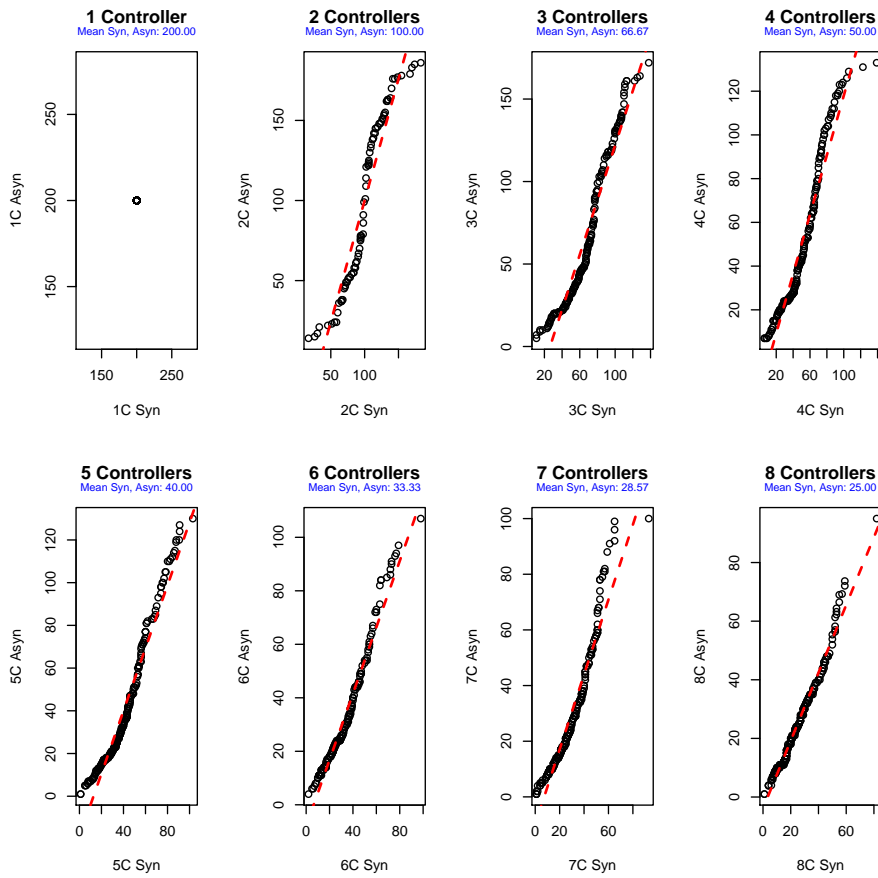 1 Controller
Mean Syn, Asyn: 200.00
1C Asyn
150 200 250
150 250
1C Syn
2 Controllers
Mean Syn, Asyn: 100.00
2C Asyn
50 100 150
50 100
2C Syn
3 Controllers
Mean Syn, Asyn: 66.67
3C Asyn
0 50 100 150
20 60 100
3C Syn
4 Controllers
Mean Syn, Asyn: 50.00
4C Asyn
20 40 60 80 100 120
20 60 100
4C Syn
5 Controllers
Mean Syn, Asyn: 40.00
5C Asyn
0 20 40 60 80 100 120
0 40 80
5C Syn
6 Controllers
Mean Syn, Asyn: 33.33
6C Asyn
0 20 40 60 80 100
0 40 80
6C Syn
7 Controllers
Mean Syn, Asyn: 28.57
7C Asyn
0 20 40 60 80 100
0 20 60
7C Syn
8 Controllers
Mean Syn, Asyn: 25.00
8C Asyn
0 20 40 60 80
0 20 60
8C Syn